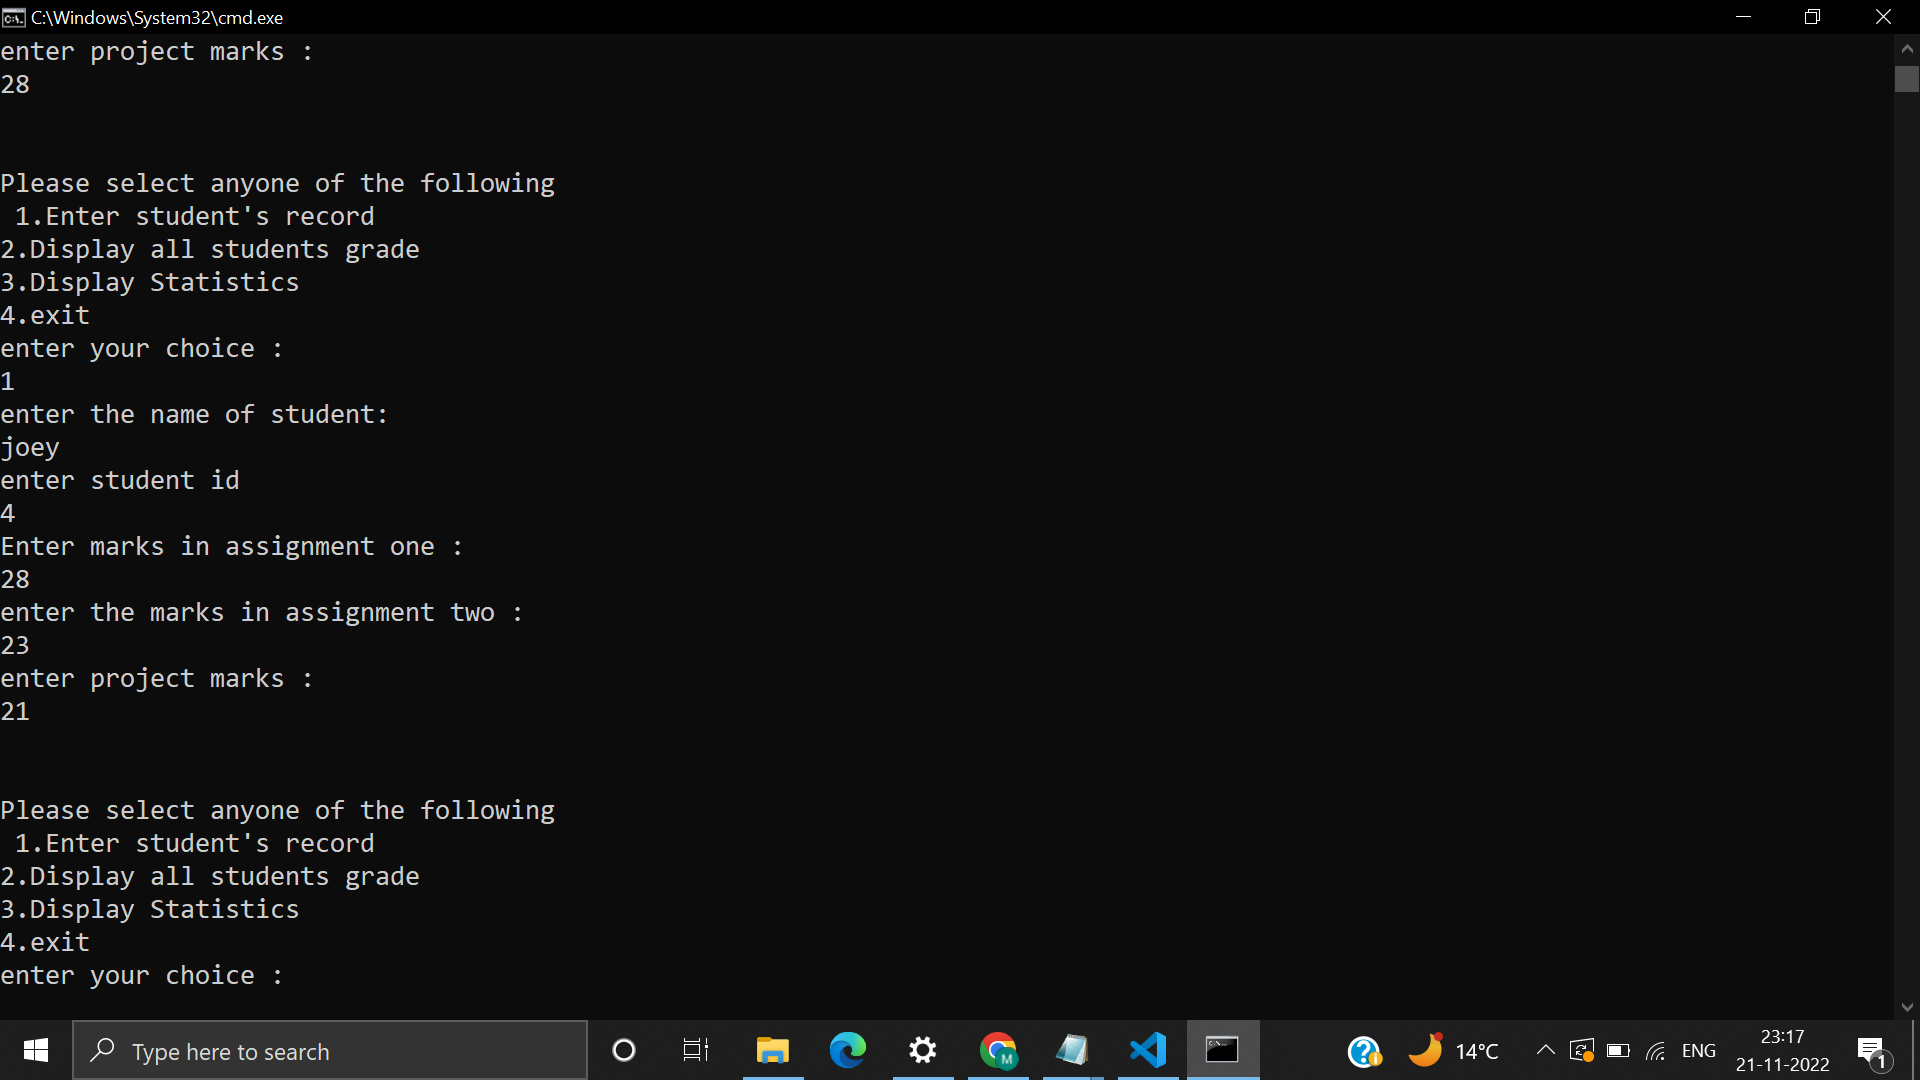 C:\Windows\System32\cmd.exe
enter project marks :
28
Please select anyone of the following
 1.Enter student's record
2.Display all students grade
3.Display Statistics
4.exit
enter your choice :
1
enter the name of student:
joey
enter student id
4
Enter marks in assignment one :
28
enter the marks in assignment two :
23
enter project marks :
21
Please select anyone of the following
 1.Enter student's record
2.Display all students grade
3.Display Statistics
4.exit
enter your choice :
Type here to search
M
14°C
ENG
23:17
21-11-2022
1